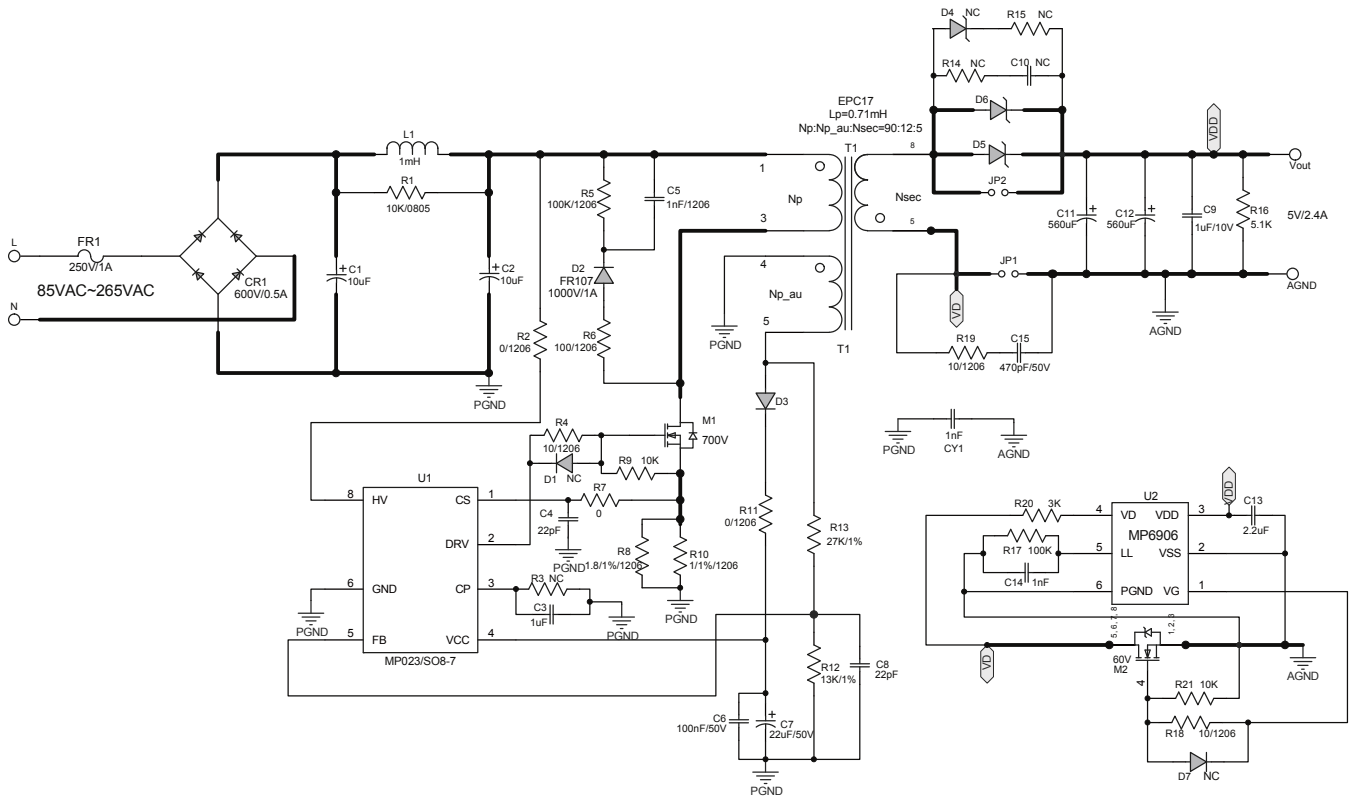 D4 NC
R15 NC
R14 NC
C10 NC
D6
D5
JP2
EPC17
Lp=0.71mH
Np:Np_au:Nsec=90:12:5
T1
VDD
Vout
8
5
Nsec
1
Np
3
4
Np_au
5
T1
PGND
L1
1mH
R1
10K/0805
R5
100K/1206
C5
1nF/1206
D2
FR107
1000V/1A
R6
100/1206
R2
0/1206
L
FR1
250V/1A
85VAC~265VAC
N
CR1
600V/0.5A
C1
10uF
C2
10uF
PGND
C11
560uF
C12
560uF
C9
1uF/10V
R16
5.1K
5V/2.4A
JP1
AGND
AGND
VD
R19
10/1206
C15
470pF/50V
PGND
1nF
CY1
AGND
D3
M1
700V
R4
10/1206
D1 NC
R9 10K
R7
0
C4
22pF
PGND
R8
1.8/1%/1206
R10
1/1%/1206
PGND
U1
8 HV
CS 1
DRV 2
6 GND
CP 3
5 FB
VCC 4
MP023/SO8-7
PGND
R3 NC
C3
1uF
PGND
R11
0/1206
R13
27K/1%
R12
13K/1%
C8
22pF
C6
100nF/50V
C7
22uF/50V
PGND
U2
MP6906
4 VD
VDD 3
5 LL
VSS 2
6 PGND
VG 1
VDD
C13
2.2uF
R20 3K
R17 100K
C14 1nF
VD
5, 6, 7, 8
1, 2, 3
60V
M2
4
AGND
R21 10K
R18 10/1206
D7 NC